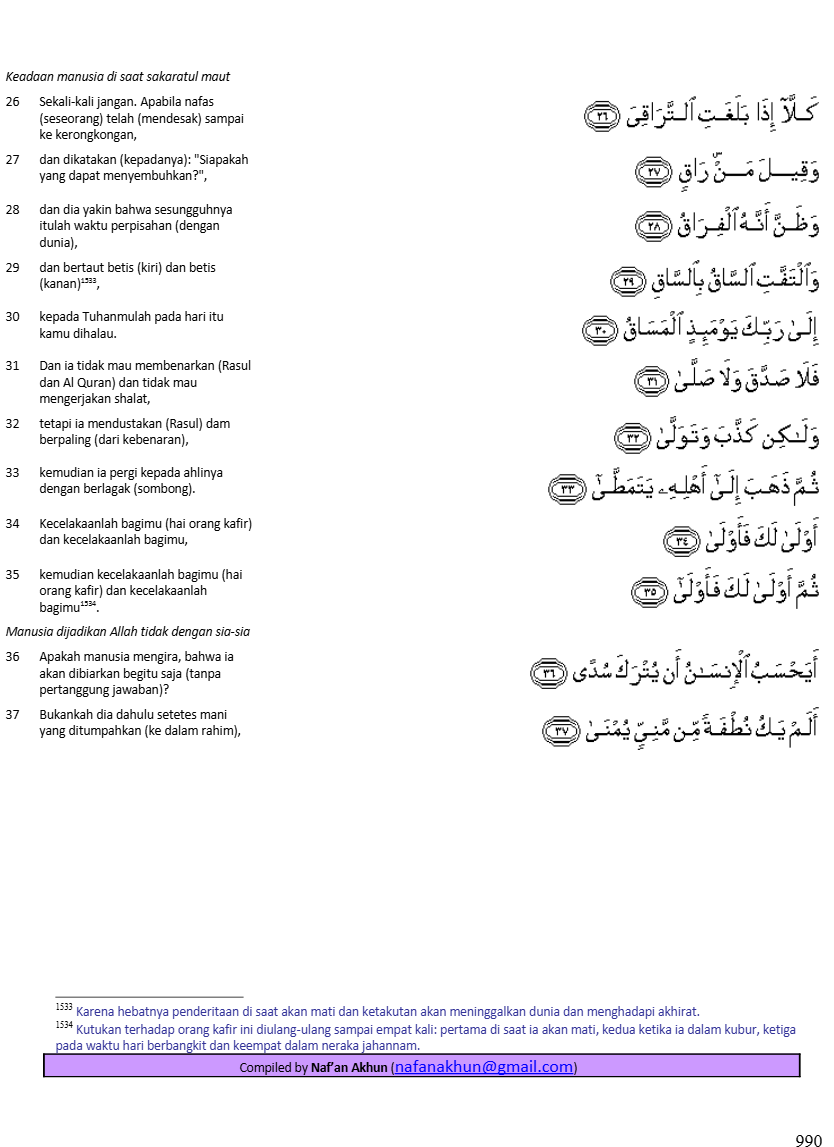 Keadaan manusia di saat sakaratul maut
26 Sekali-kali jangan. Apabila nafas
(seseorang) telah (mendesak) sampai
ke kerongkongan,
كَلَّآ إِذَا بَلَغَتِ ٱلتَّرَاقِىَ ٢٦
27 dan dikatakan (kepadanya): "Siapakah
yang dapat menyembuhkan?",
وَقِيلَ مَنْ ۜ رَاقٍ ٢٧
28 dan dia yakin bahwa sesungguhnya
itulah waktu perpisahan (dengan
dunia),
وَظَنَّ أَنَّهُ ٱلْفِرَاقُ ٢٨
29 dan bertaut betis (kiri) dan betis
(kanan)1533,
وَٱلْتَفَّتِ ٱلسَّاقُ بِٱلسَّاقِ ٢٩
30 kepada Tuhanmulah pada hari itu
kamu dihalau.
إِلَىٰ رَبِّكَ يَوْمَئِذٍ ٱلْمَسَاقُ ٣٠
31 Dan ia tidak mau membenarkan (Rasul
dan Al Quran) dan tidak mau
mengerjakan shalat,
فَلَا صَدَّقَ وَلَا صَلَّىٰ ٣١
32 tetapi ia mendustakan (Rasul) dam
berpaling (dari kebenaran),
وَلَـٰكِن كَذَّبَ وَتَوَلَّىٰ ٣٢
33 kemudian ia pergi kepada ahlinya
dengan berlagak (sombong).
ثُمَّ ذَهَبَ إِلَىٰٓ أَهْلِهِۦ يَتَمَطَّىٰٓ ٣٣
34 Kecelakaanlah bagimu (hai orang kafir)
dan kecelakaanlah bagimu,
أَوْلَىٰ لَكَ فَأَوْلَىٰ ٣٤
35 kemudian kecelakaanlah bagimu (hai
orang kafir) dan kecelakaanlah
bagimu1534.
ثُمَّ أَوْلَىٰ لَكَ فَأَوْلَىٰٓ ٣٥
Manusia dijadikan Allah tidak dengan sia-sia
36 Apakah manusia mengira, bahwa ia
akan dibiarkan begitu saja (tanpa
pertanggung jawaban)?
أَيَحْسَبُ ٱلْإِنسَـٰنُ أَن يُتْرَكَ سُدًى ٣٦
37 Bukankah dia dahulu setetes mani
yang ditumpahkan (ke dalam rahim),
أَلَمْ يَكُ نُطْفَةً مِّن مَّنِىٍّ يُمْنَىٰ ٣٧
1533 Karena hebatnya penderitaan di saat akan mati dan ketakutan akan meninggalkan dunia dan menghadapi akhirat.
1534 Kutukan terhadap orang kafir ini diulang-ulang sampai empat kali: pertama di saat ia akan mati, kedua ketika ia dalam kubur, ketiga
pada waktu hari berbangkit dan keempat dalam neraka jahannam.
Compiled by Naf’an Akhun (nafanakhun@gmail.com)
990